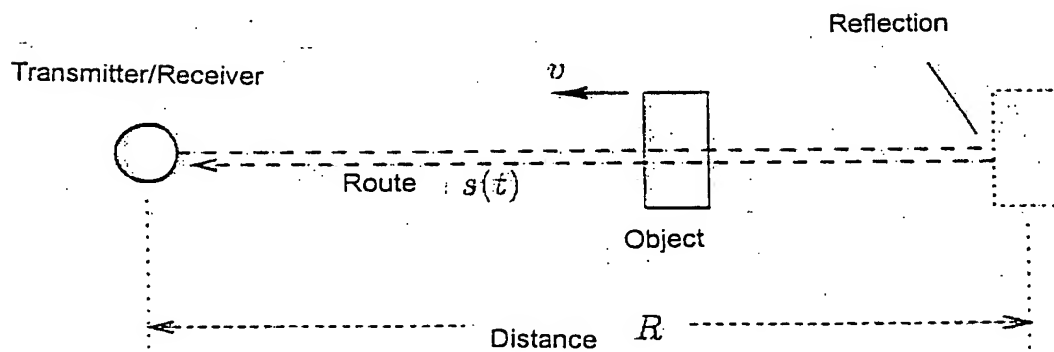 Reflection
Transmitter/Receiver
v
Route s(t)
Object
Distance R